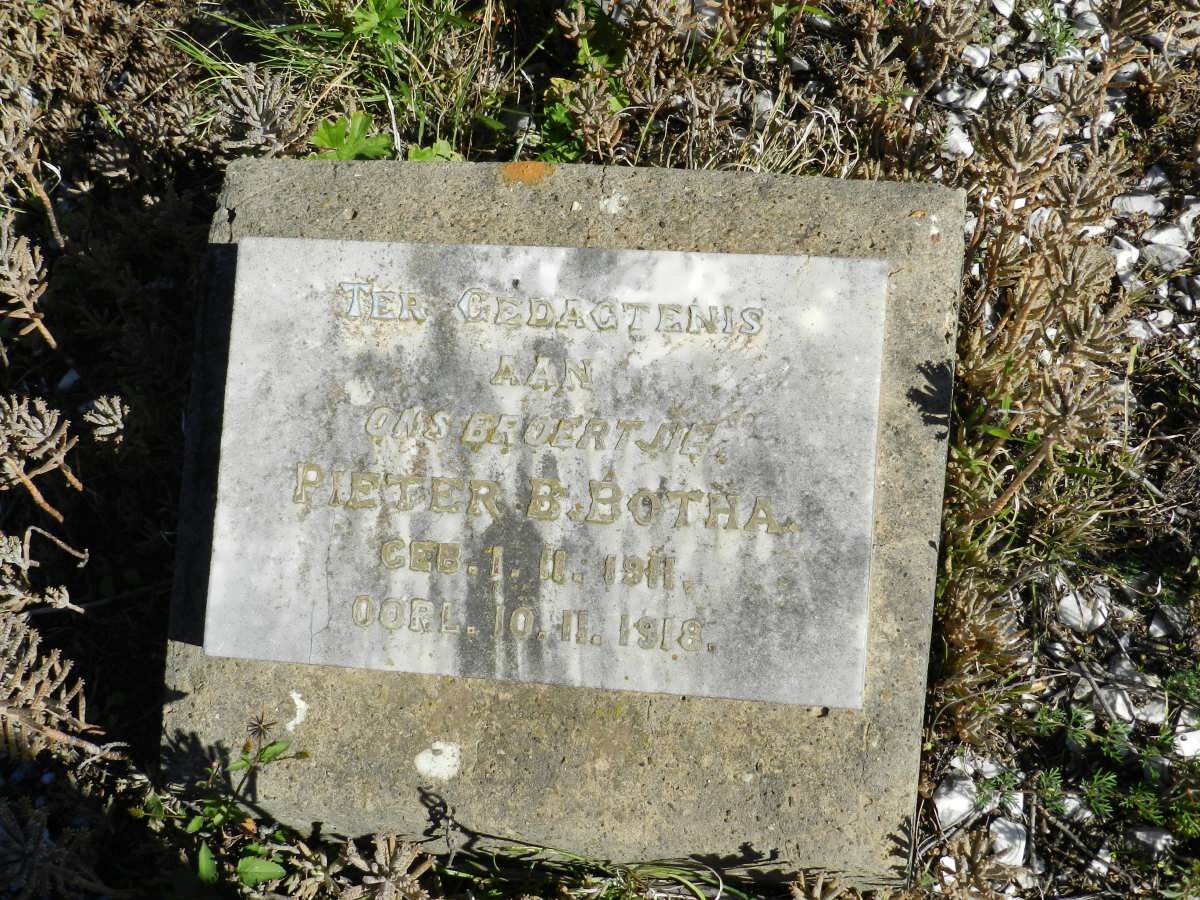 TER GEDAGTENIS
AAN
ONS BROERTJIE.
PIETER. B. BOTHA.
GEB. 1. 11. 1911.
OORL. 10. 11. 1918.